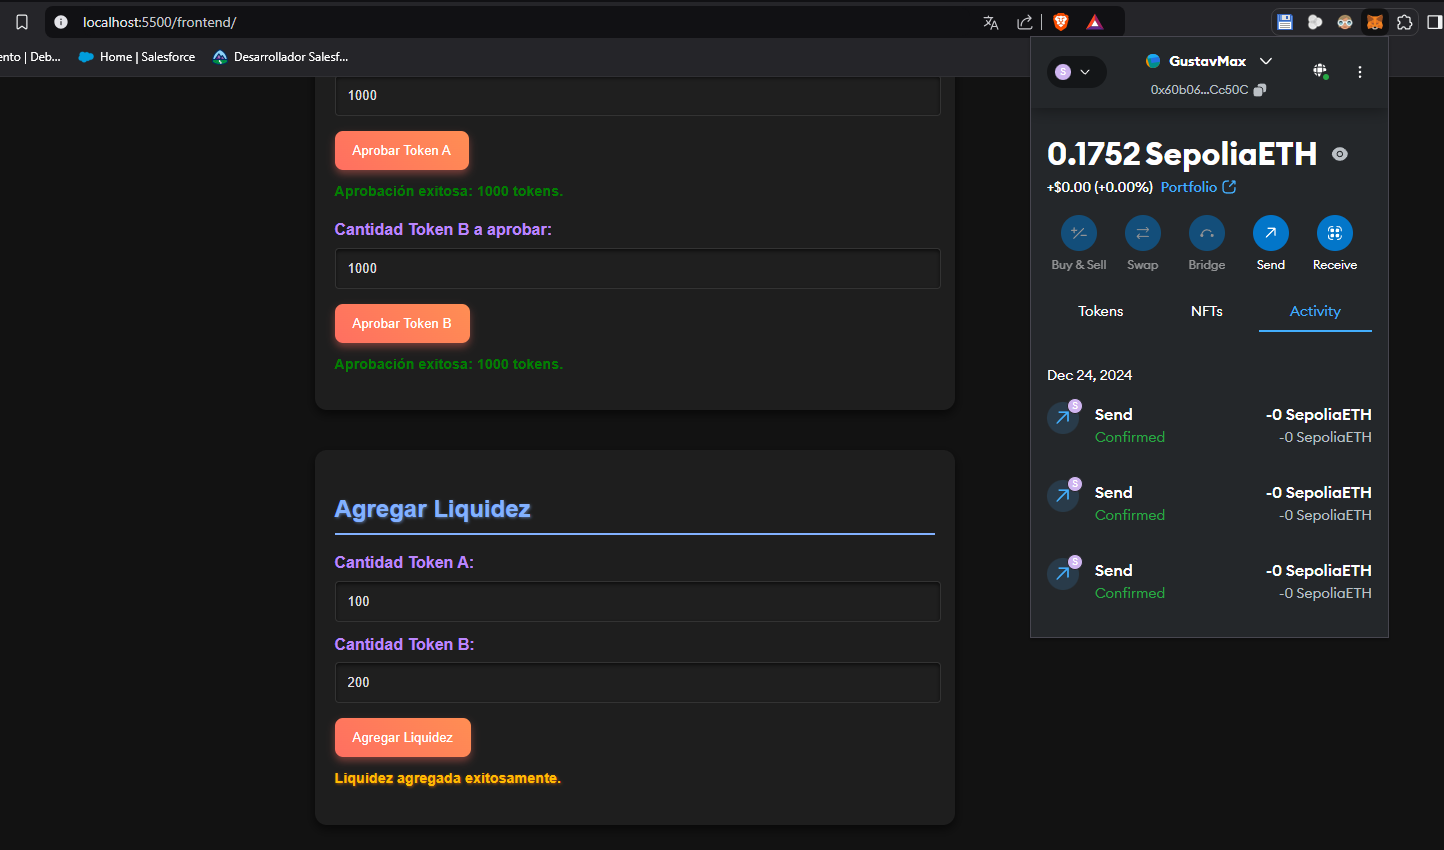 localhost:5500/frontend/
ento | Deb...
Home | Salesforce
Desarrollador Salesf...
1000
Aprobar Token A
Aprobación exitosa: 1000 tokens.
Cantidad Token B a aprobar:
1000
Aprobar Token B
Aprobación exitosa: 1000 tokens.
Agregar Liquidez
Cantidad Token A:
100
Cantidad Token B:
200
Agregar Liquidez
Liquidez agregada exitosamente.
S
GustavMax
0x60b06...Cc50C
0.1752 SepoliaETH
+$0.00 (+0.00%) Portfolio
Buy & Sell
Swap
Bridge
Send
Receive
Tokens
NFTs
Activity
Dec 24, 2024
S
Send
-0 SepoliaETH
Confirmed
-0 SepoliaETH
S
Send
-0 SepoliaETH
Confirmed
-0 SepoliaETH
S
Send
-0 SepoliaETH
Confirmed
-0 SepoliaETH